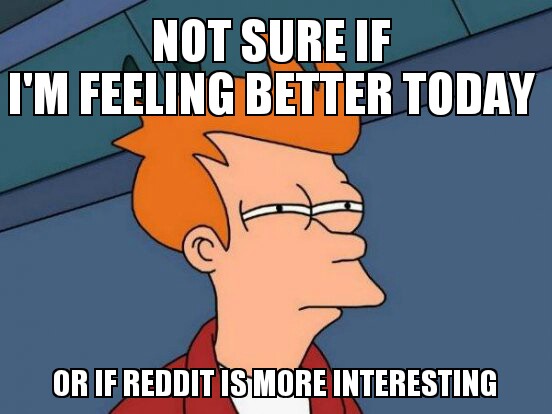 NOT SURE IF
I'M FEELING BETTER TODAY
OR IF REDDIT IS MORE INTERESTING